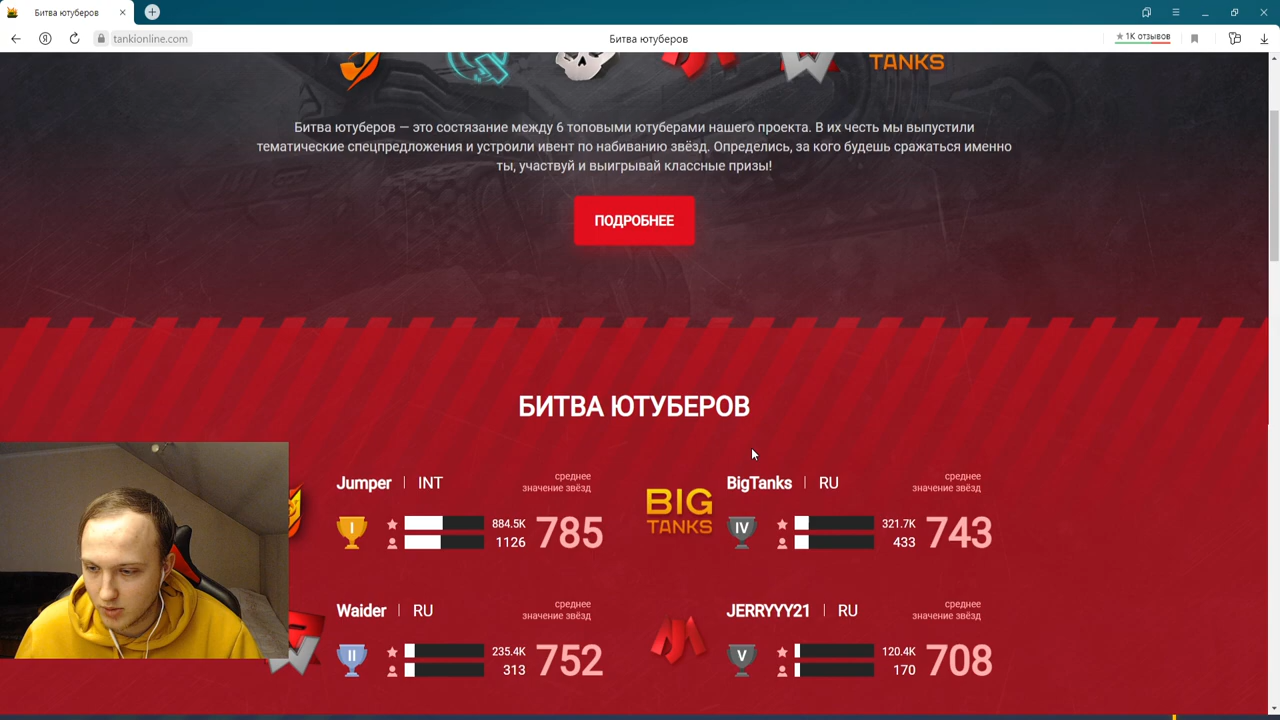 Битва ютуберов
tankionline.com
Битва ютуберов
1K отзывов
TANKS
Битва ютуберов — это состязание между 6 топовыми ютуберами нашего проекта. В их честь мы выпустили
тематические спецпредложения и устроили ивент по набиванию звёзд. Определись, за кого будешь сражаться именно
ты, участвуй и выигрывай классные призы!
ПОДРОБНЕЕ
БИТВА ЮТУБЕРОВ
Jumper | INT
среднее
значение звёзд
I
884.5K
1126
785
BIG
TANKS
BigTanks | RU
среднее
значение звёзд
IV
321.7K
433
743
Waider | RU
среднее
значение звёзд
II
235.4K
313
752
JERRYYY21 | RU
среднее
значение звёзд
V
120.4K
170
708